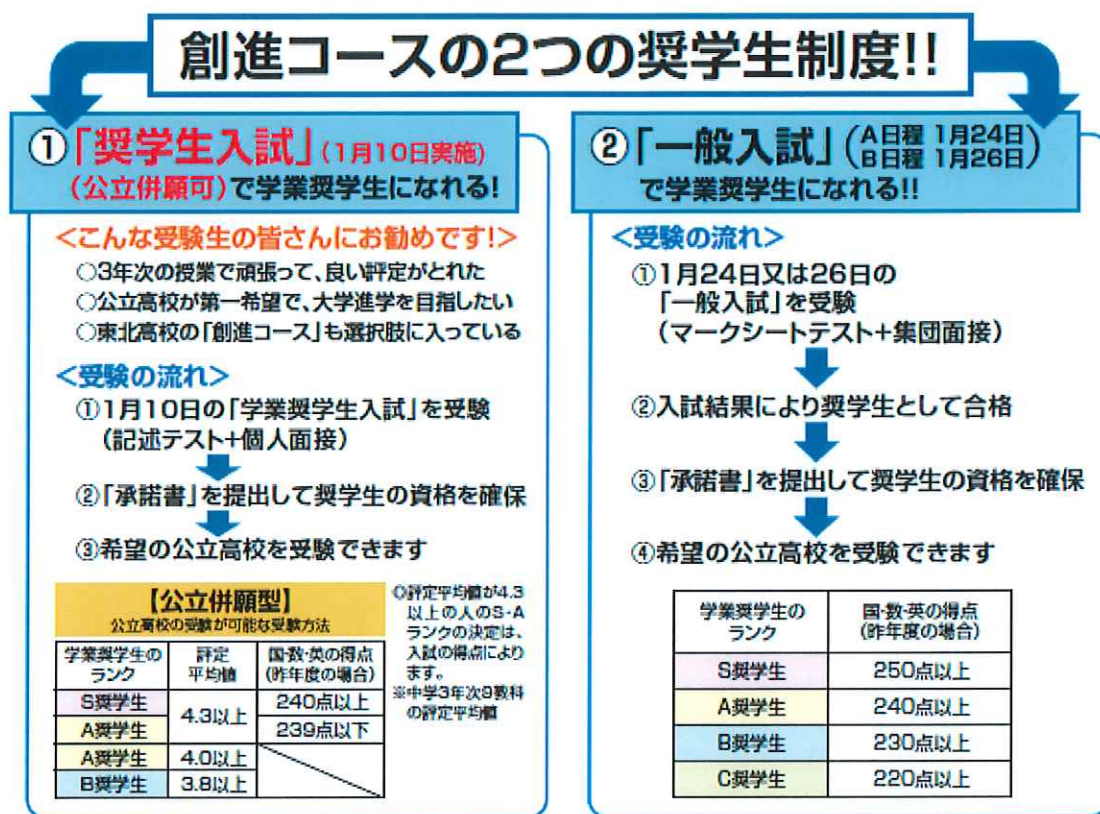 創進コースの2つの奨学生制度!!
①「奨学生入試」(1月10日実施)
(公立併願可)で学業奨学生になれる!
<こんな受験生の皆さんにお勧めです!>
○3年次の授業で頑張って、良い評定がとれた
○公立高校が第一希望で、大学進学を目指したい
○東北高校の「創進コース」も選択肢に入っている
<受験の流れ>
①1月10日の「学業奨学生入試」を受験
(記述テスト+個人面接)
②「承諾書」を提出して奨学生の資格を確保
③希望の公立高校を受験できます
【公立併願型】
公立高校の受験が可能な受験方法
学業奨学生の
ランク
評定
平均値
国・数・英の得点
(昨年度の場合)
S奨学生
4.3以上
240点以上
A奨学生
239点以下
A奨学生
4.0以上
B奨学生
3.8以上
◎評定平均値が4.3
以上の人のS・A
ランクの決定は、
入試の得点により
ます。
※中学3年次9教科
の評定平均値
②「一般入試」(A日程 1月24日
B日程 1月26日)
で学業奨学生になれる!!
<受験の流れ>
①1月24日又は26日の
「一般入試」を受験
(マークシートテスト+集団面接)
②入試結果により奨学生として合格
③「承諾書」を提出して奨学生の資格を確保
④希望の公立高校を受験できます
学業奨学生の
ランク
国・数・英の得点
(昨年度の場合)
S奨学生
250点以上
A奨学生
240点以上
B奨学生
230点以上
C奨学生
220点以上